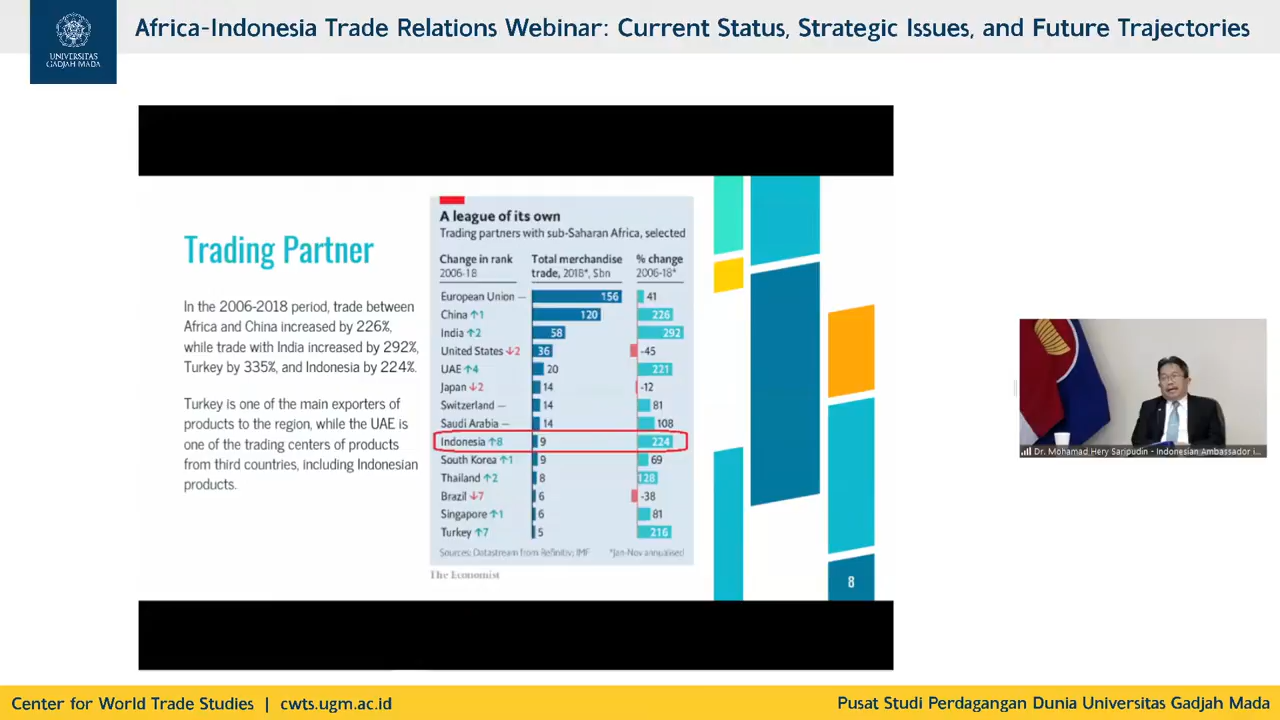 Africa-Indonesia Trade Relations Webinar: Current Status, Strategic Issues, and Future Trajectories
UNIVERSITAS
GADJAH MADA
Trading Partner
In the 2006-2018 period, trade between
Africa and China increased by 226%,
while trade with India increased by 292%,
Turkey by 335%, and Indonesia by 224%.
Turkey is one of the main exporters of
products to the region, while the UAE is
one of the trading centers of products
from third countries, including Indonesian
products.
A league of its own
Trading partners with sub-Saharan Africa, selected
Change in rank Total merchandise % change
2006-18 trade, 2018*, $bn 2006-18*
European Union — 156 41
China ↑1 120 226
India ↑2 58 292
United States ↓2 36 -45
UAE ↑4 20 221
Japan ↓2 14 -12
Switzerland — 14 81
Saudi Arabia — 14 108
Indonesia ↑8 9 224
South Korea ↑1 9 69
Thailand ↑2 8 128
Brazil ↓7 6 -38
Singapore ↑1 6 81
Turkey ↑7 5 216
Sources: Datastream from Refinitiv; IMF *Jan-Nov annualised
The Economist
8
Dr. Mohamad Hery Saripudin - Indonesian Ambassador i...
Center for World Trade Studies | cwts.ugm.ac.id
Pusat Studi Perdagangan Dunia Universitas Gadjah Mada